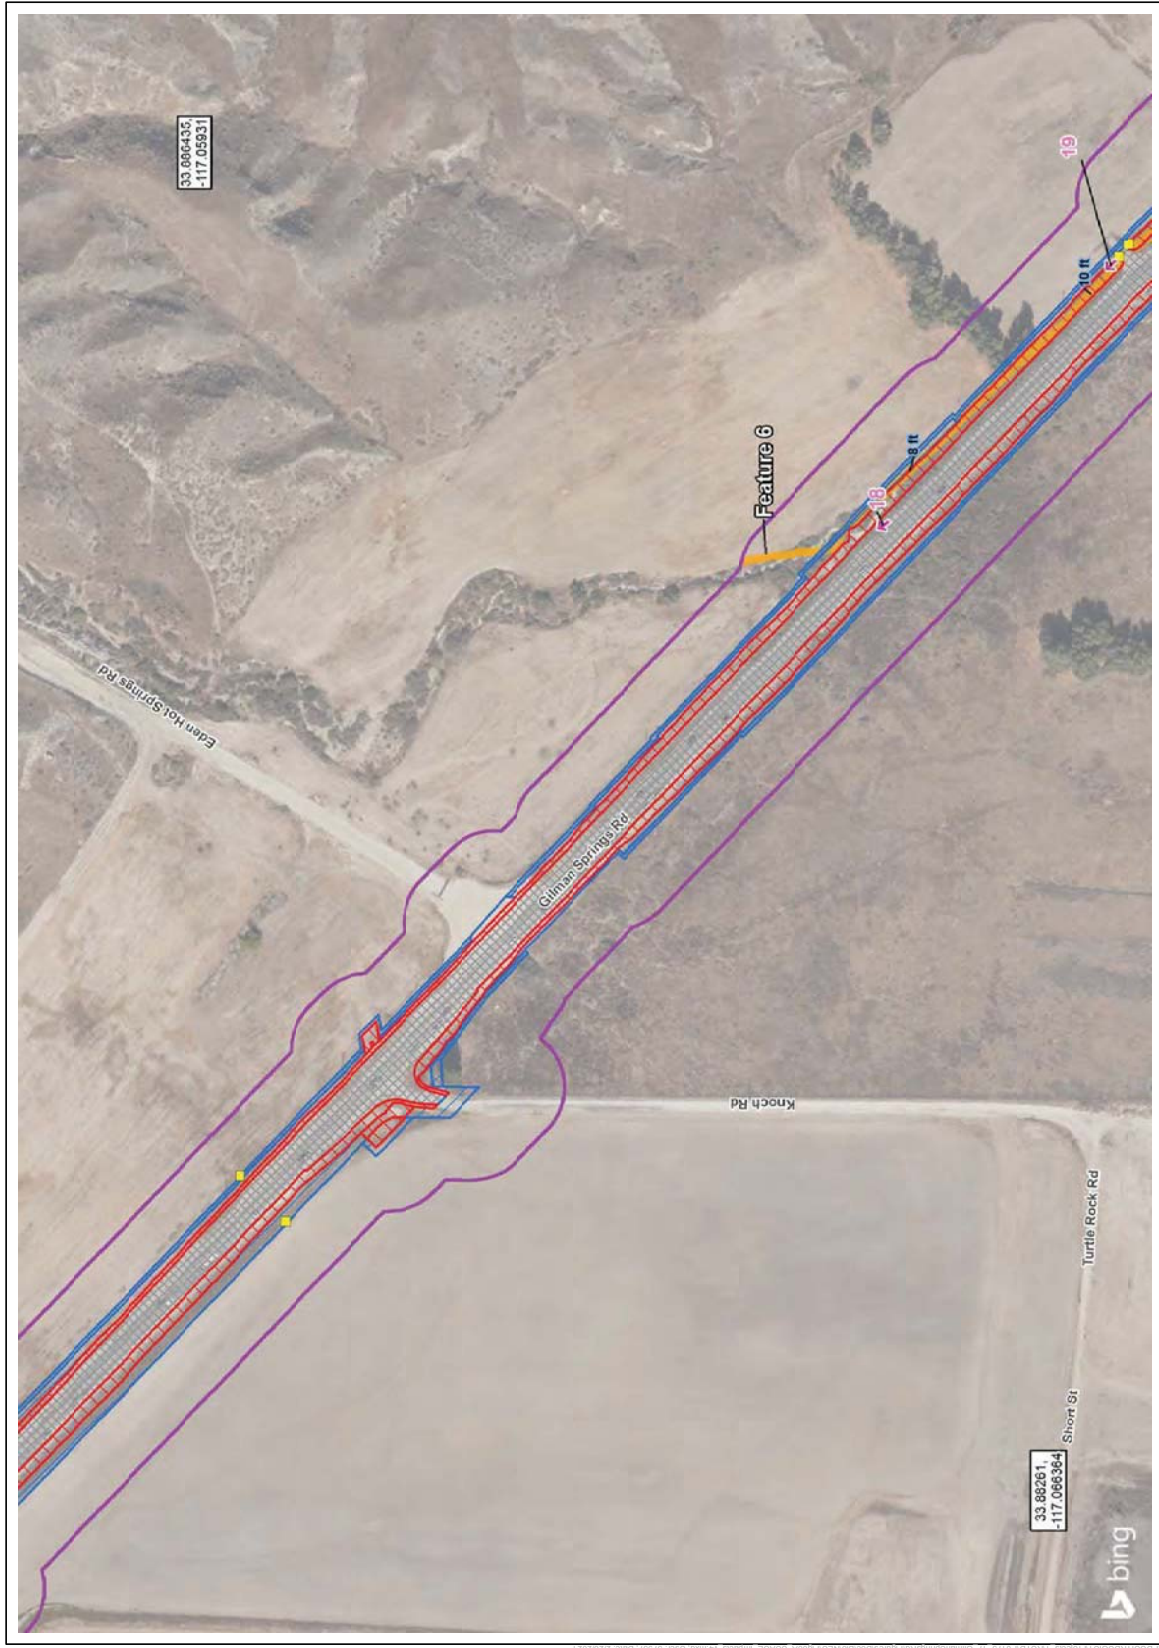 33.886435,
-117.05931
19
10 ft
8 ft
18
Feature 6
Eden Hot Springs Rd
Gilman Springs Rd
Knoch Rd
Turtle Rock Rd
Short St
33.88261,
-117.066364
bing